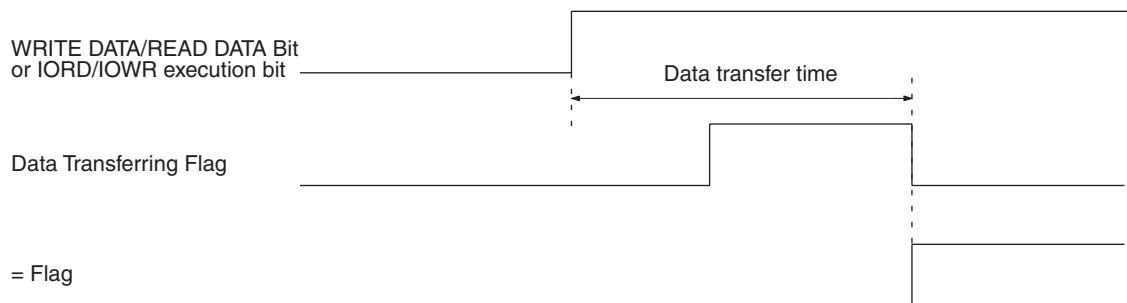 WRITE DATA/READ DATA Bit
or IORD/IOWR execution bit
Data transfer time
Data Transferring Flag
= Flag